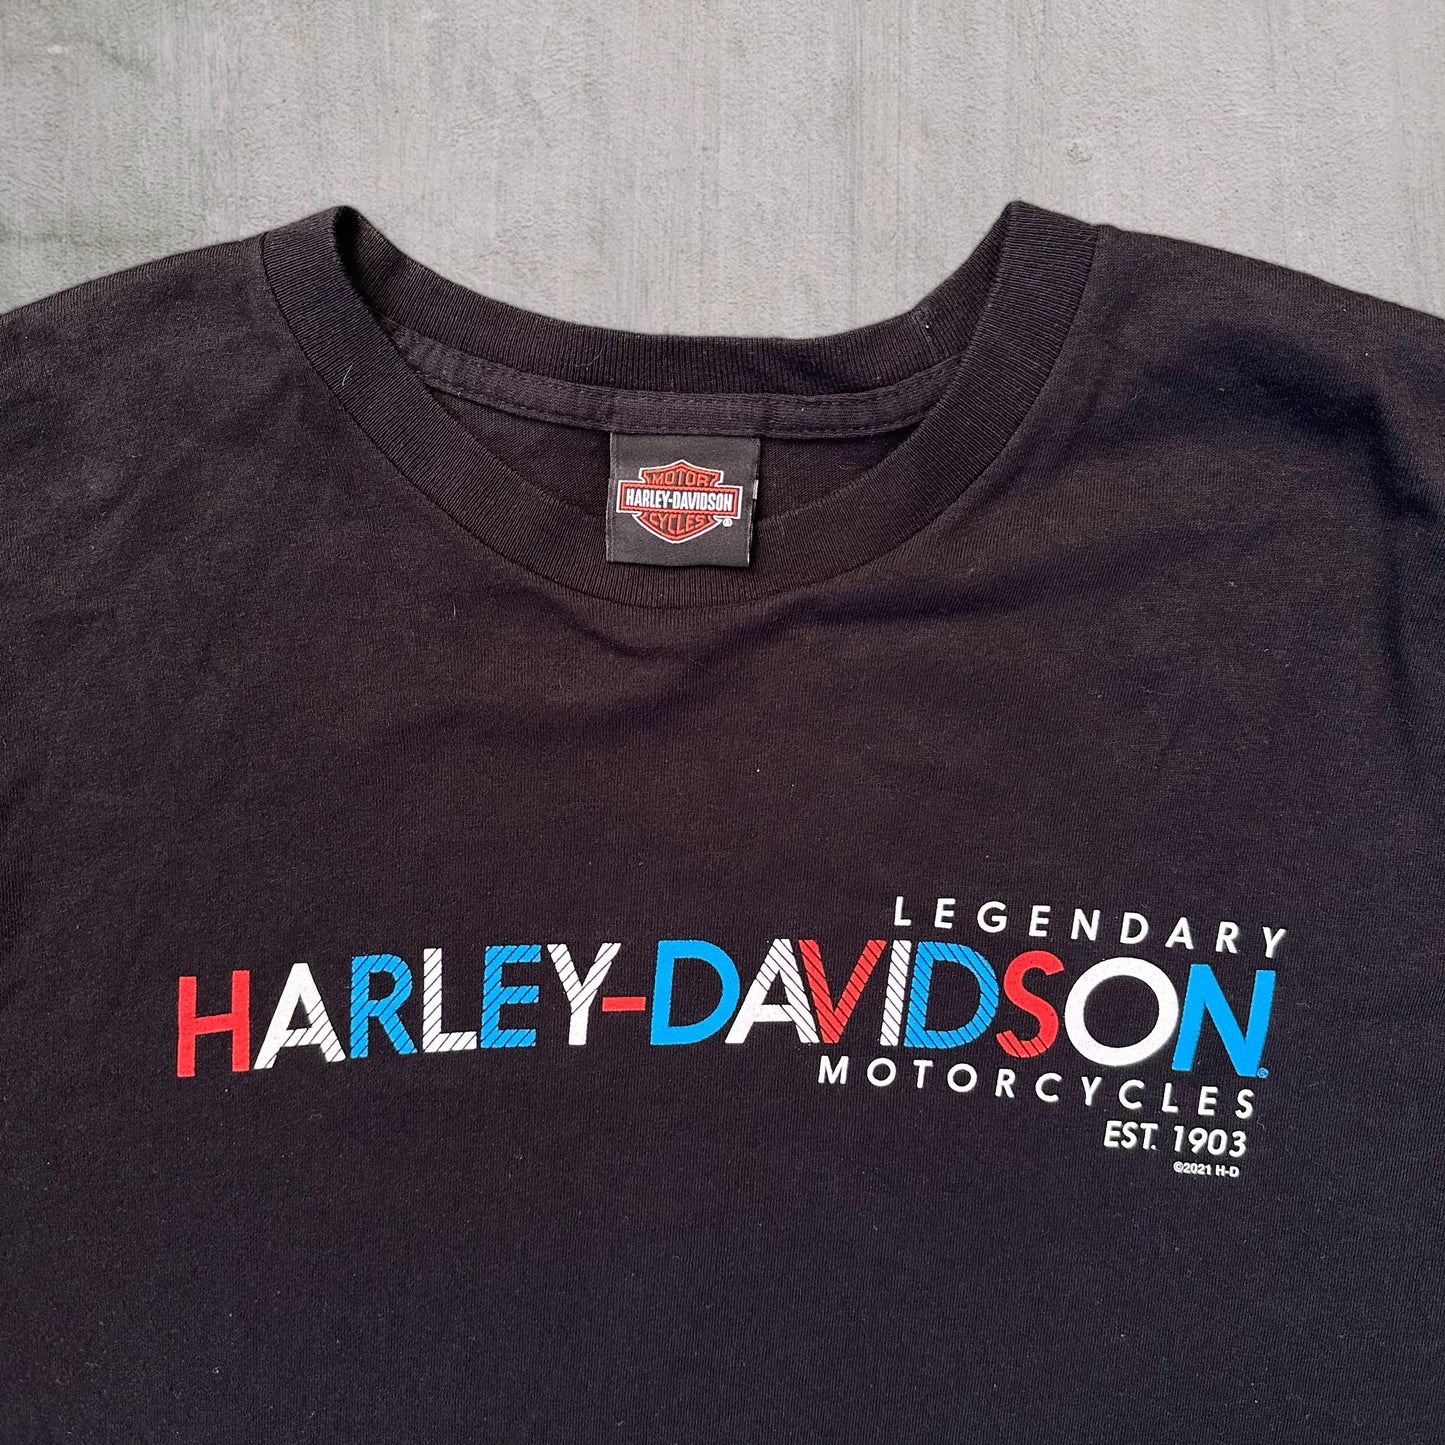 MOTOR
HARLEY-DAVIDSON
CYCLES®
LEGENDARY
HARLEY-DAVIDSON®
MOTORCYCLES
EST. 1903
©2021 H-D